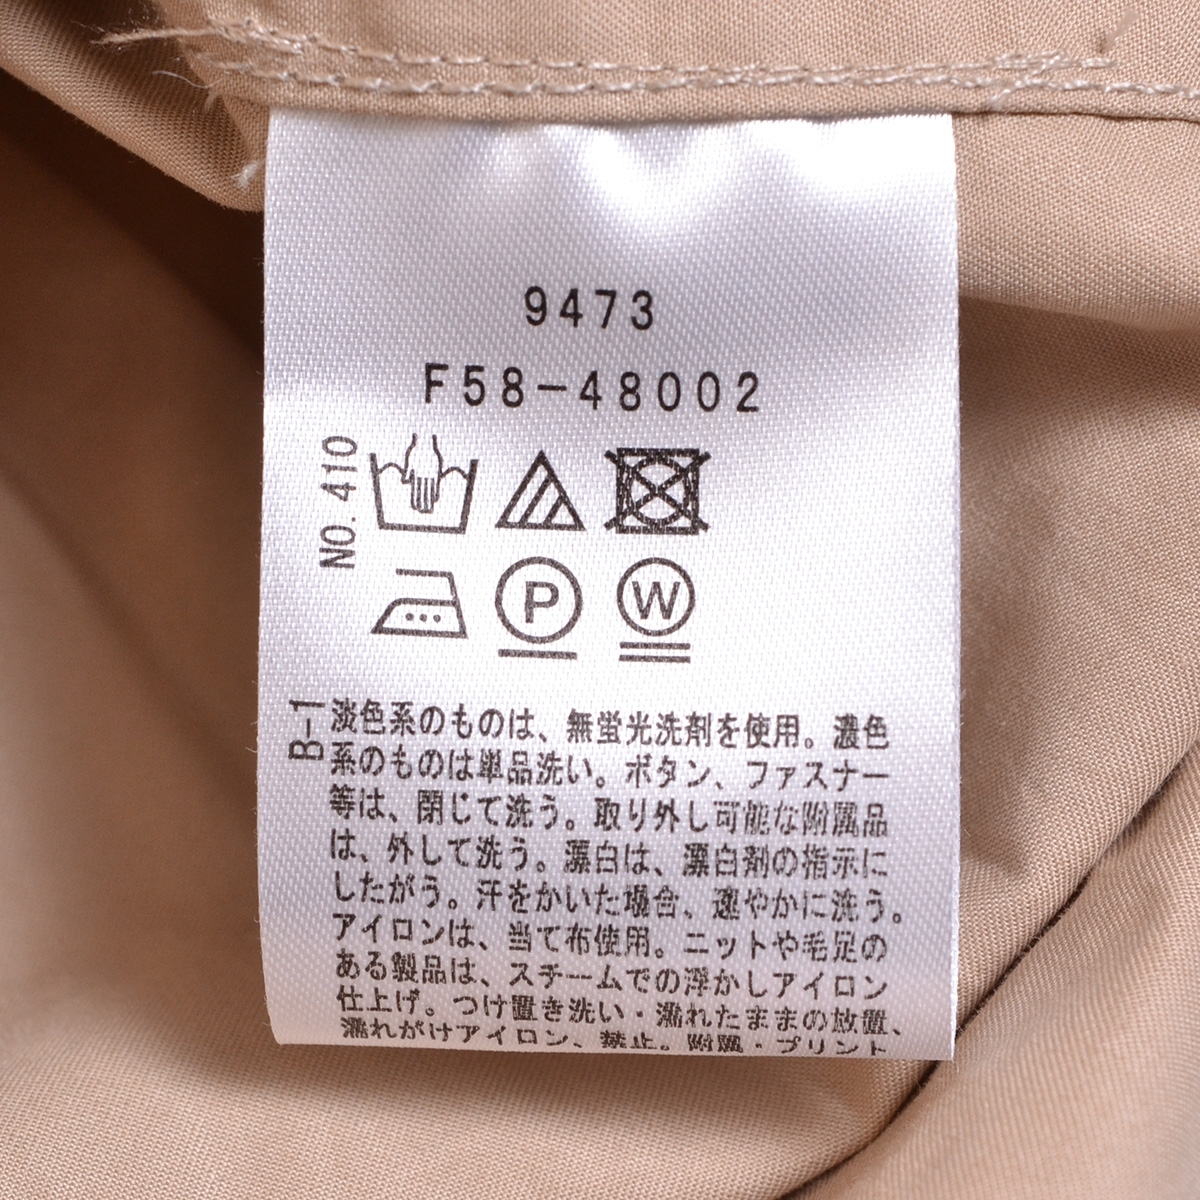 9473
F58-48002
NO. 410
P
W
B-1
淡色系のものは、無蛍光洗剤を使用。濃色
系のものは単品洗い。ボタン、ファスナー
等は、閉じて洗う。取り外し可能な附属品
は、外して洗う。漂白は、漂白剤の指示に
したがう。汗をかいた場合、速やかに洗う。
アイロンは、当て布使用。ニットや毛足の
ある製品は、スチームでの浮かしアイロン
仕上げ。つけ置き洗い・濡れたままの放置、
濡れがけアイロン、禁止。附属・プリント